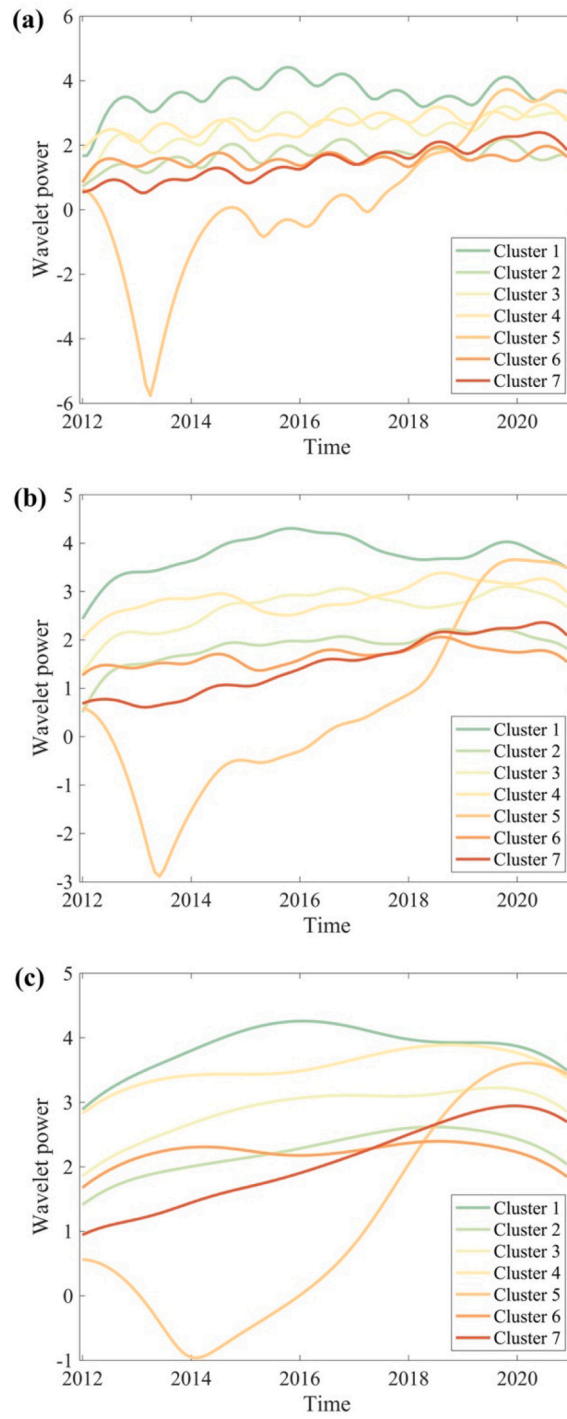 (a)
6
4
2
0
-2
-4
-6
Wavelet power
Cluster 1
Cluster 2
Cluster 3
Cluster 4
Cluster 5
Cluster 6
Cluster 7
2012 2014 2016 2018 2020
Time
(b)
5
4
3
2
1
0
-1
-2
-3
Wavelet power
Cluster 1
Cluster 2
Cluster 3
Cluster 4
Cluster 5
Cluster 6
Cluster 7
2012 2014 2016 2018 2020
Time
(c)
5
4
3
2
1
0
-1
Wavelet power
Cluster 1
Cluster 2
Cluster 3
Cluster 4
Cluster 5
Cluster 6
Cluster 7
2012 2014 2016 2018 2020
Time